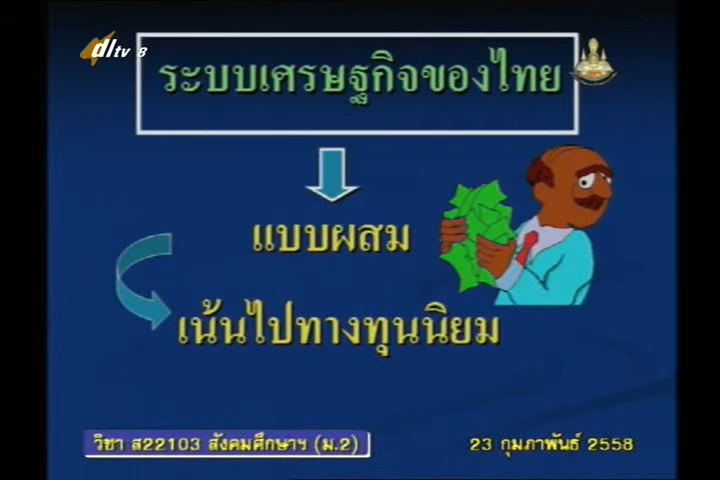 dltv 8
ระบบเศรษฐกิจของไทย
แบบผสม
เน้นไปทางทุนนิยม
วิชา ส22103 สังคมศึกษาฯ (ม.2)
23 กุมภาพันธ์ 2558